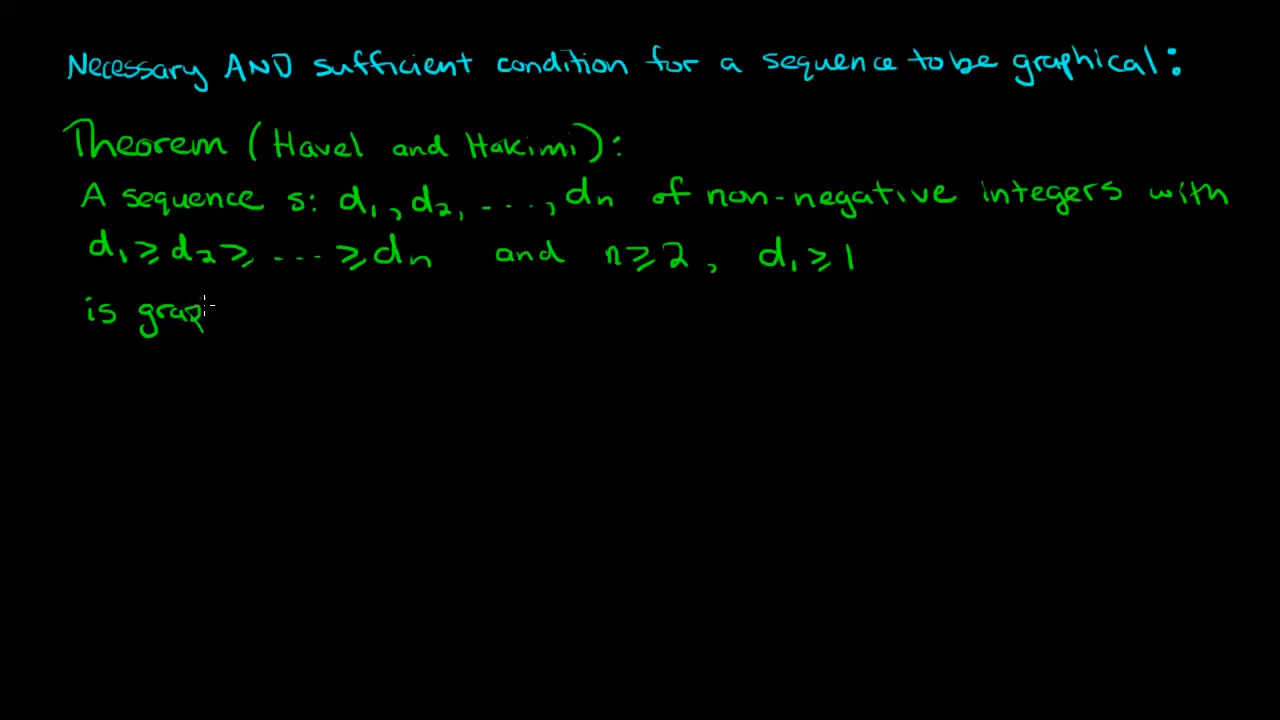 Necessary AND sufficient condition for a sequence to be graphical:
Theorem (Havel and Hakimi):
A sequence s: d₁, d₂, ..., dn of non-negative integers with
d₁ ≥ d₂ ≥ ... ≥ dn and n ≥ 2, d₁ ≥ 1
is grap